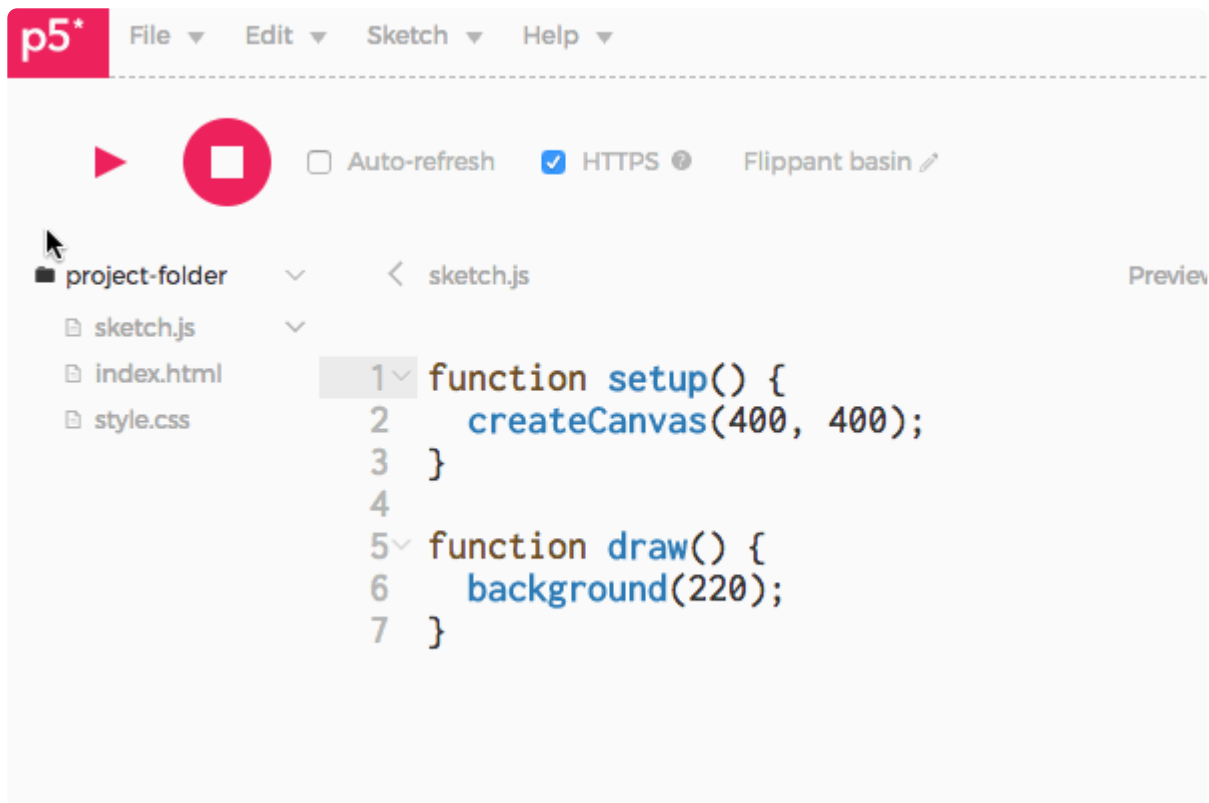 p5* File Edit Sketch Help
Auto-refresh HTTPS ? Flippant basin
project-folder sketch.js Preview
sketch.js
index.html
style.css
1 function setup() {
2 createCanvas(400, 400);
3 }
4
5 function draw() {
6 background(220);
7 }